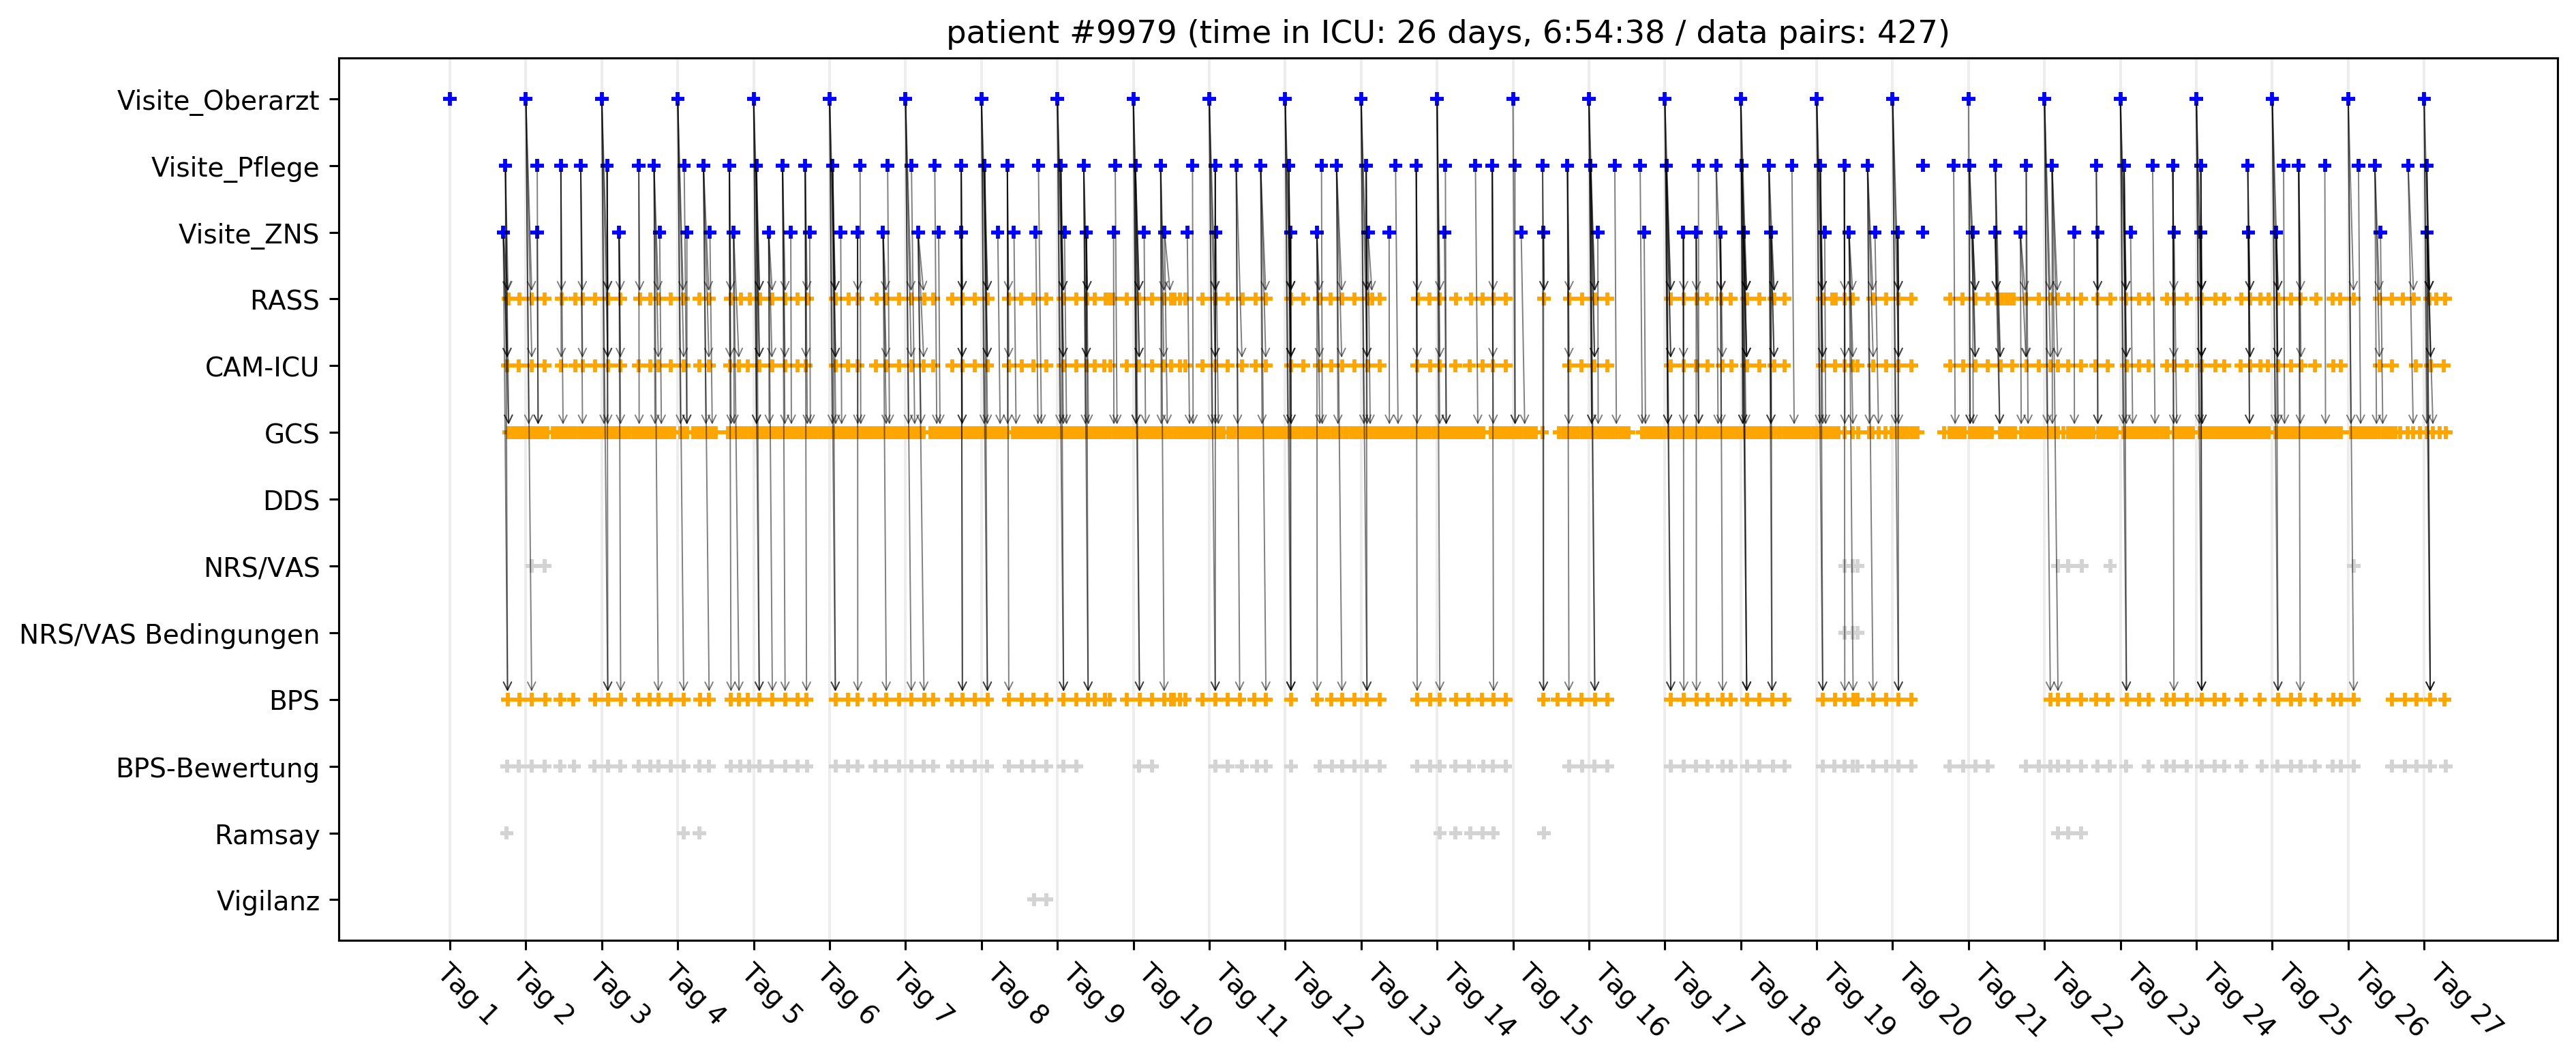 patient #9979 (time in ICU: 26 days, 6:54:38 / data pairs: 427)
Visite_Oberarzt
Visite_Pflege
Visite_ZNS
RASS
CAM-ICU
GCS
DDS
NRS/VAS
NRS/VAS Bedingungen
BPS
BPS-Bewertung
Ramsay
Vigilanz
Tag 1
Tag 2
Tag 3
Tag 4
Tag 5
Tag 6
Tag 7
Tag 8
Tag 9
Tag 10
Tag 11
Tag 12
Tag 13
Tag 14
Tag 15
Tag 16
Tag 17
Tag 18
Tag 19
Tag 20
Tag 21
Tag 22
Tag 23
Tag 24
Tag 25
Tag 26
Tag 27